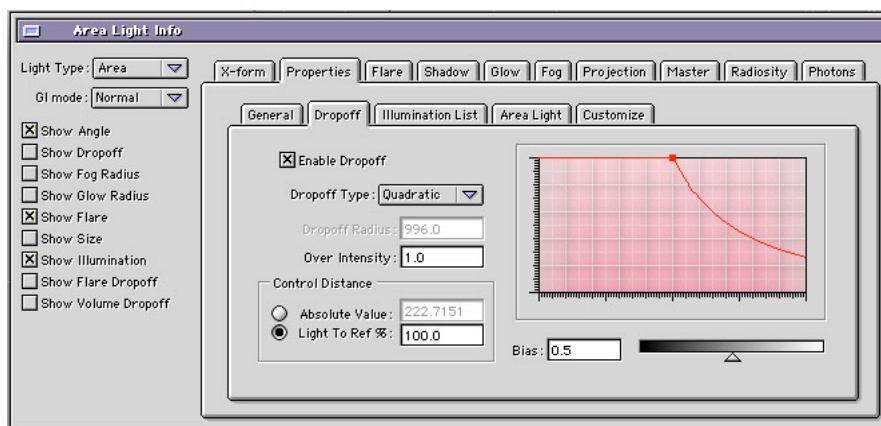 Area Light Info
Light Type: Area
GI mode: Normal
Show Angle
Show Dropoff
Show Fog Radius
Show Glow Radius
Show Flare
Show Size
Show Illumination
Show Flare Dropoff
Show Volume Dropoff
X-form Properties Flare Shadow Glow Fog Projection Master Radiosity Photons
General Dropoff Illumination List Area Light Customize
Enable Dropoff
Dropoff Type: Quadratic
Dropoff Radius: 996.0
Over Intensity: 1.0
Control Distance
Absolute Value: 222.7151
Light To Ref %: 100.0
Bias: 0.5